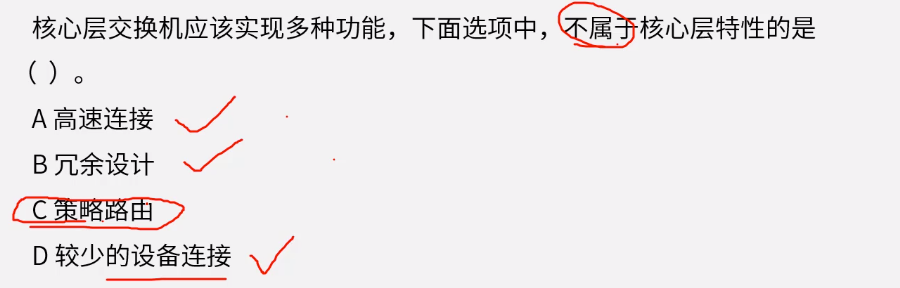 核心层交换机应该实现多种功能，下面选项中，不属于核心层特性的是
（ ）。
A 高速连接
B 冗余设计
C 策略路由
D 较少的设备连接